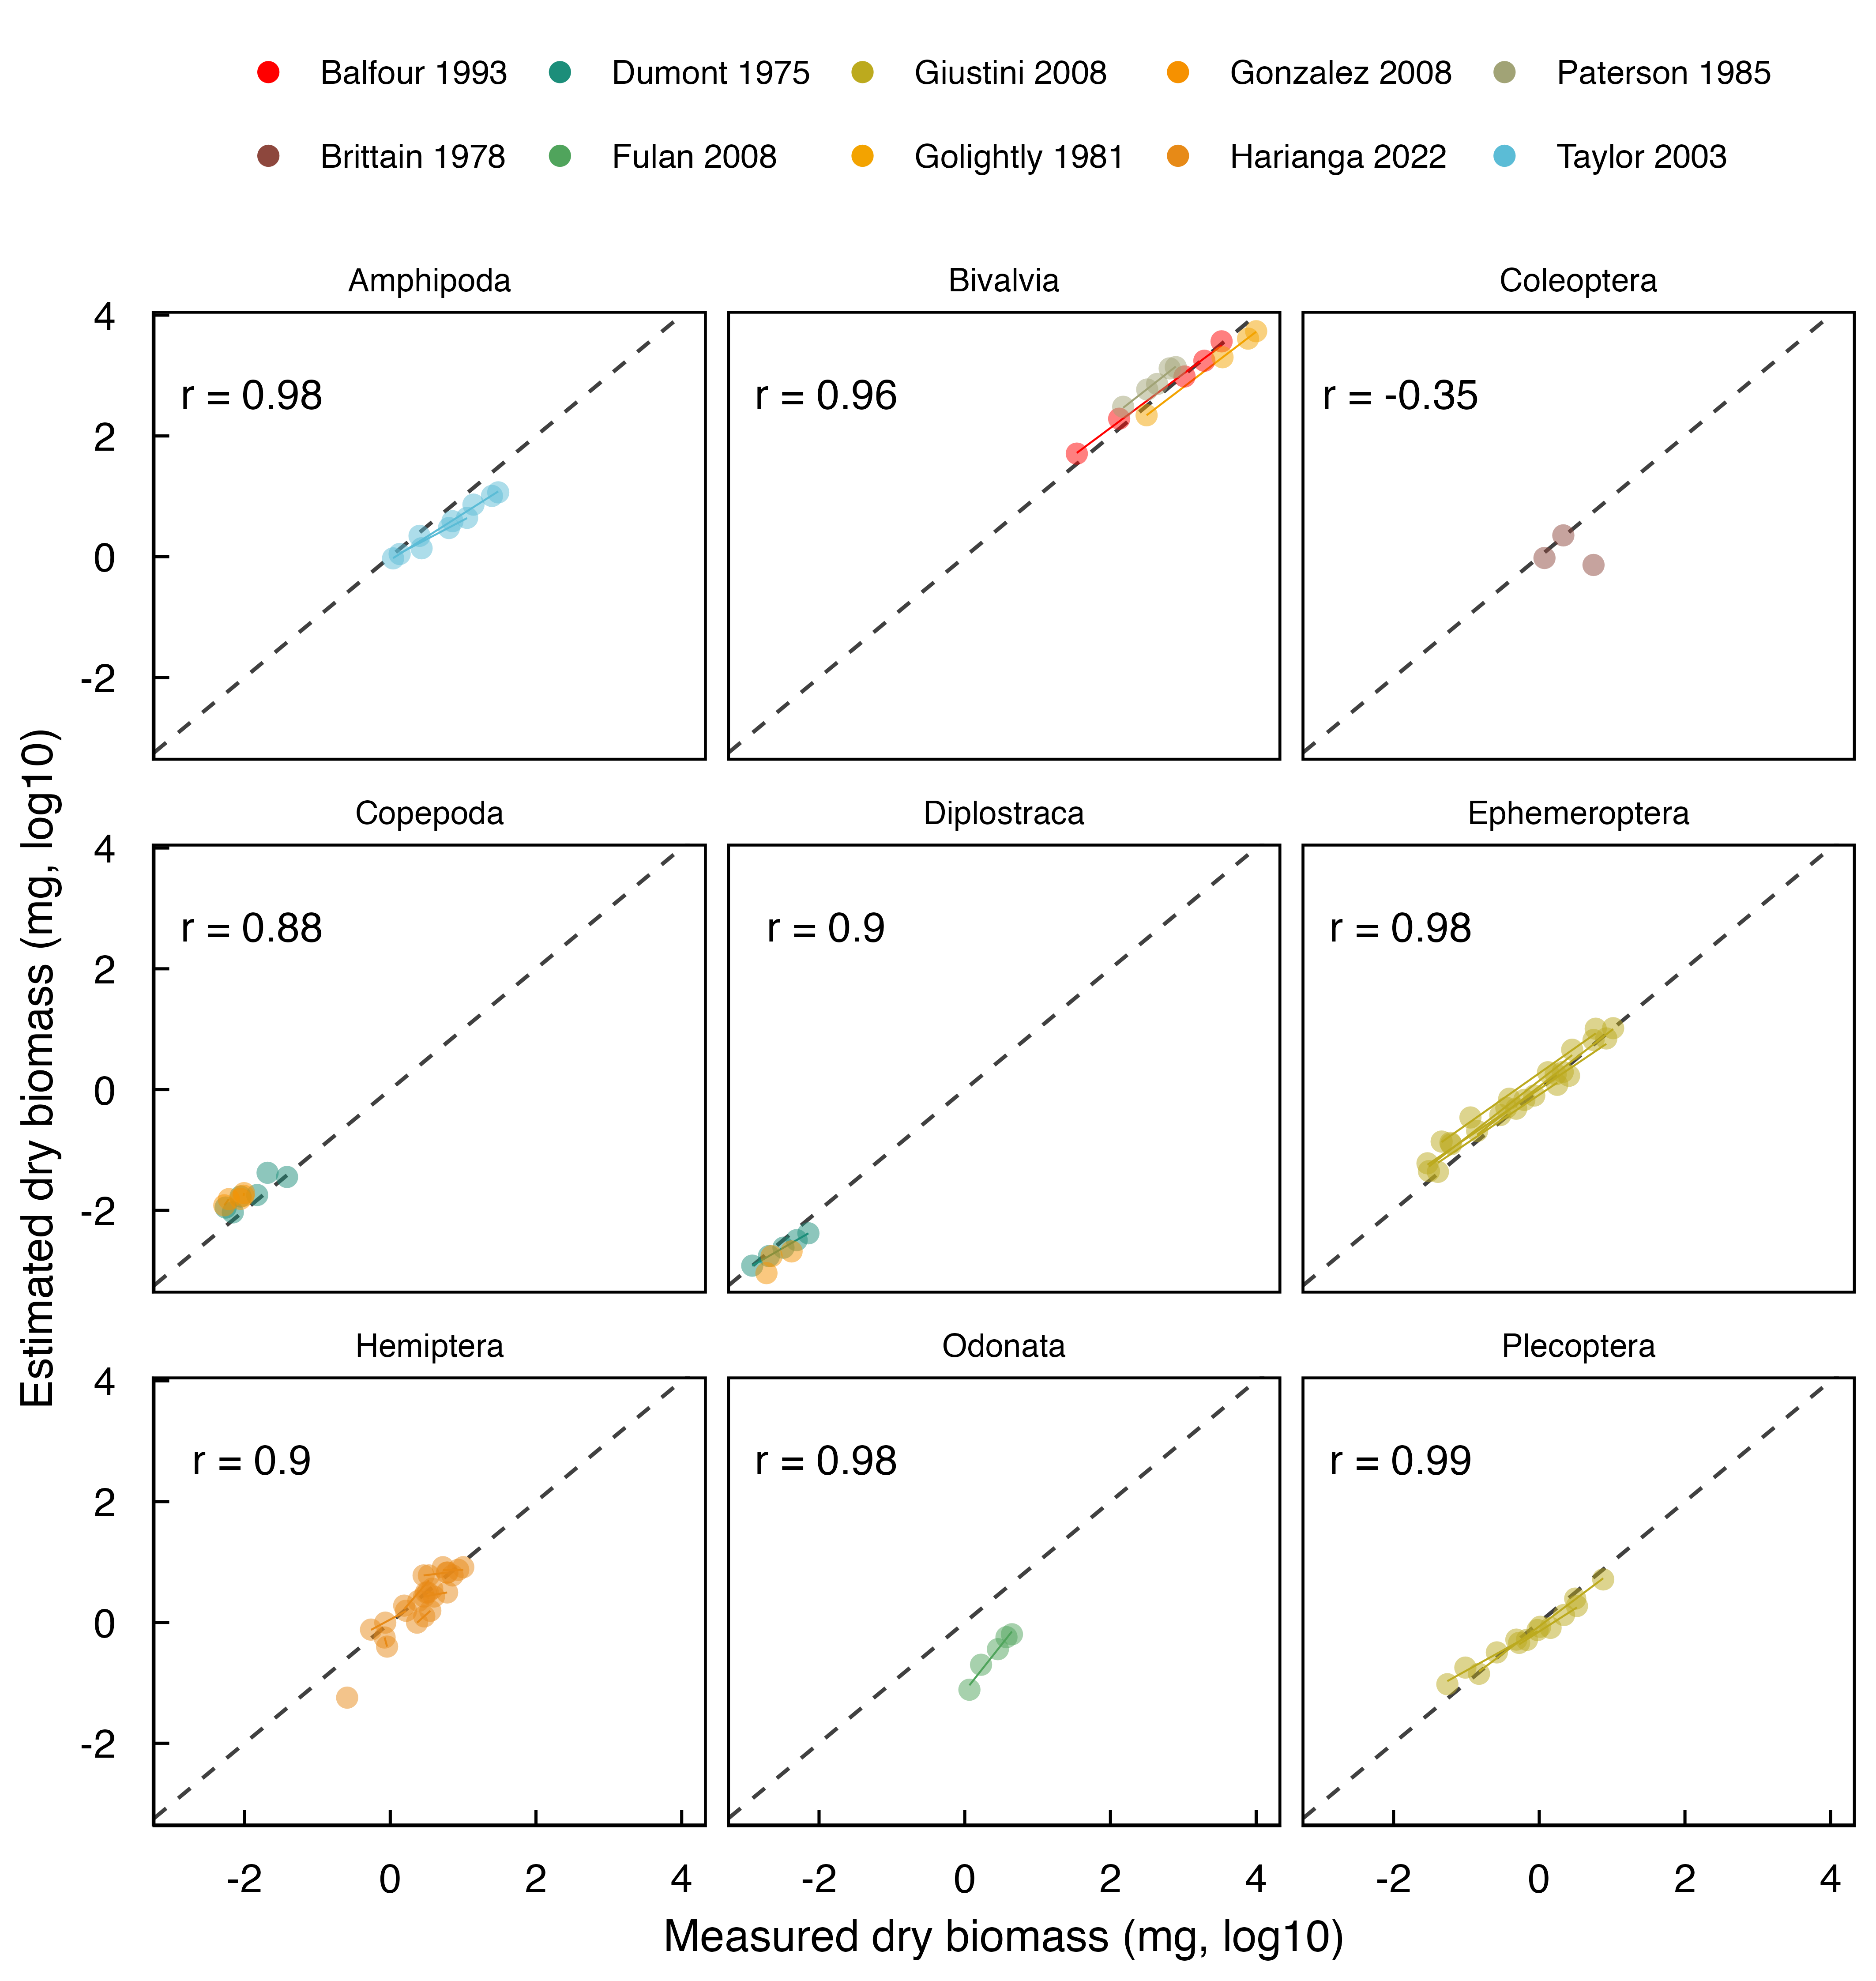 Balfour 1993 Dumont 1975 Giustini 2008 Gonzalez 2008 Paterson 1985
Brittain 1978 Fulan 2008 Golightly 1981 Harianga 2022 Taylor 2003
Amphipoda Bivalvia Coleoptera
4
r = 0.98 r = 0.96 r = -0.35
2
0
-2
Copepoda Diplostraca Ephemeroptera
4
r = 0.88 r = 0.9 r = 0.98
2
0
-2
Hemiptera Odonata Plecoptera
4
r = 0.9 r = 0.98 r = 0.99
2
0
-2
-2 0 2 4 -2 0 2 4 -2 0 2 4
Measured dry biomass (mg, log10)
Estimated dry biomass (mg, log10)